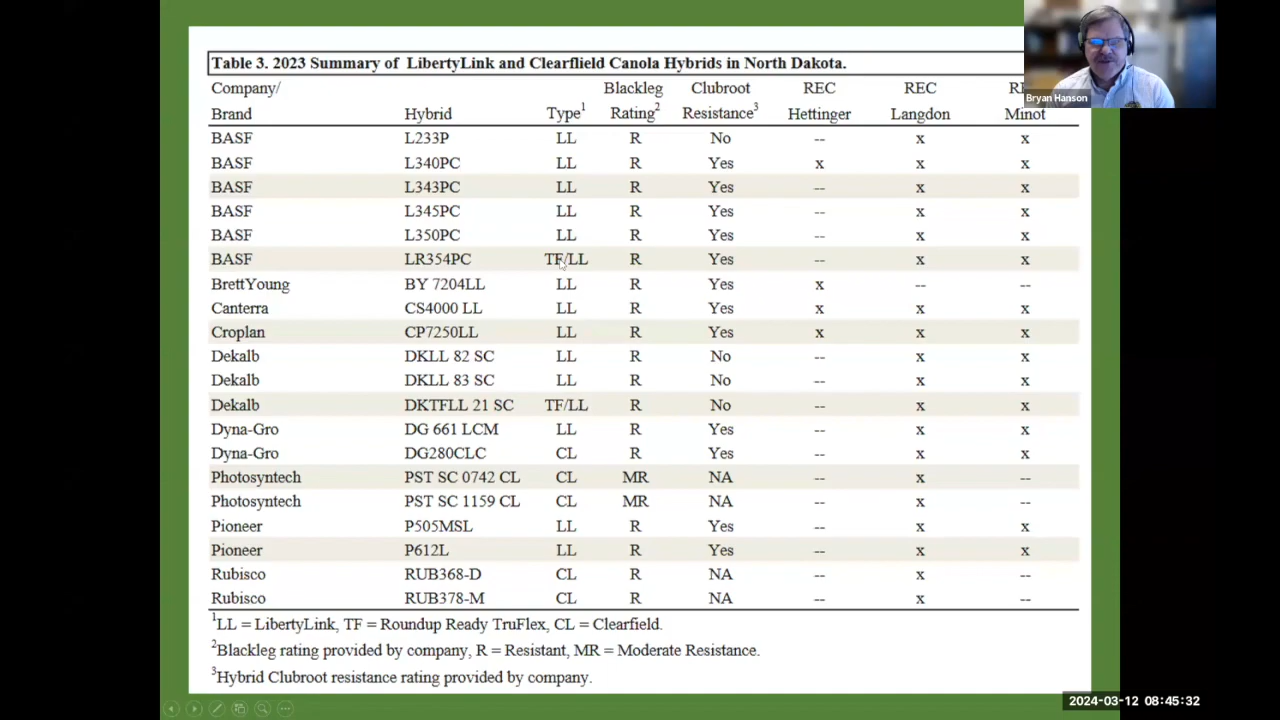 Table 3. 2023 Summary of LibertyLink and Clearflield Canola Hybrids in North Dakota.
Company/ Blackleg Clubroot REC REC
Brand Hybrid Type1 Rating2 Resistance3 Hettinger Langdon Minot
BASF L233P LL R No -- x x
BASF L340PC LL R Yes x x x
BASF L343PC LL R Yes -- x x
BASF L345PC LL R Yes -- x x
BASF L350PC LL R Yes -- x x
BASF LR354PC TF/LL R Yes -- x x
BrettYoung BY 7204LL LL R Yes x -- --
Canterra CS4000 LL LL R Yes x x x
Croplan CP7250LL LL R Yes x x x
Dekalb DKLL 82 SC LL R No -- x x
Dekalb DKLL 83 SC LL R No -- x x
Dekalb DKTFLL 21 SC TF/LL R No -- x x
Dyna-Gro DG 661 LCM LL R Yes -- x x
Dyna-Gro DG280CLC CL R Yes -- x x
Photosyntech PST SC 0742 CL CL MR NA -- x --
Photosyntech PST SC 1159 CL CL MR NA -- x --
Pioneer P505MSL LL R Yes -- x x
Pioneer P612L LL R Yes -- x x
Rubisco RUB368-D CL R NA -- x --
Rubisco RUB378-M CL R NA -- x --
1LL = LibertyLink, TF = Roundup Ready TruFlex, CL = Clearfield.
2Blackleg rating provided by company, R = Resistant, MR = Moderate Resistance.
3Hybrid Clubroot resistance rating provided by company.
Bryan Hanson
2024-03-12 08:45:32